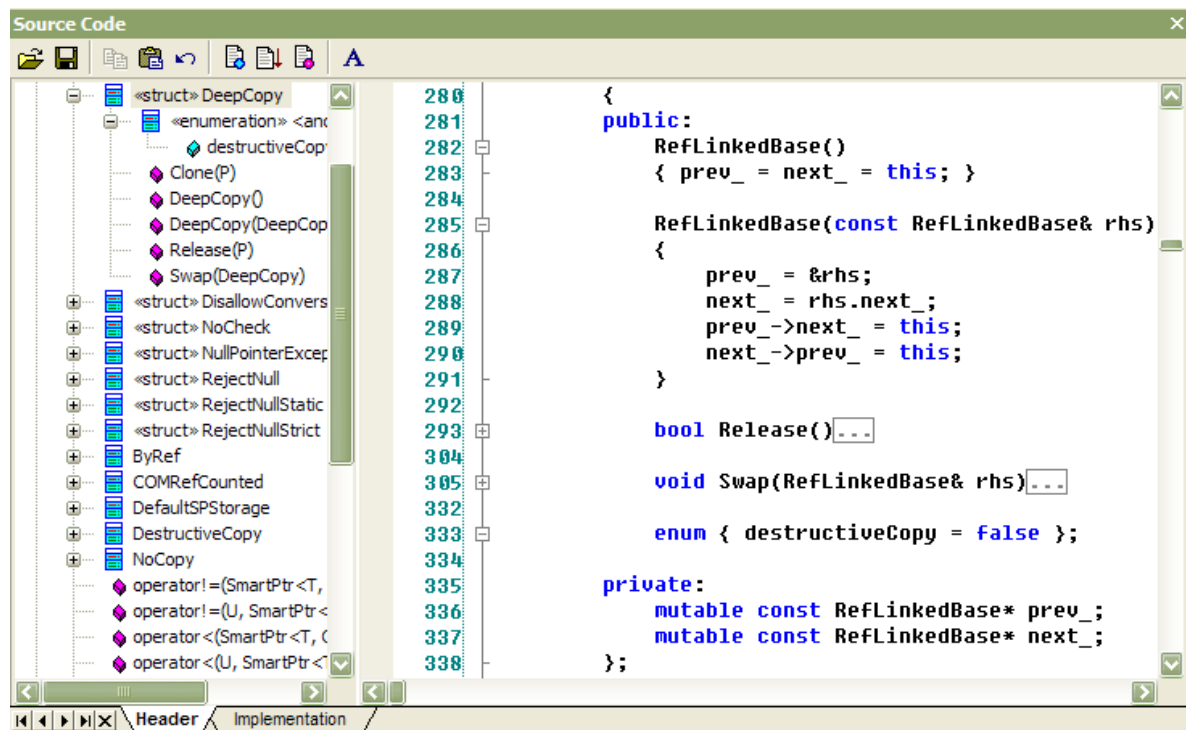 Source Code
A
«struct» DeepCopy
«enumeration» <and
destructiveCop
Clone(P)
DeepCopy()
DeepCopy(DeepCop
Release(P)
Swap(DeepCopy)
«struct» DisallowConvers
«struct» NoCheck
«struct» NullPointerExcep
«struct» RejectNull
«struct» RejectNullStatic
«struct» RejectNullStrict
ByRef
COMRefCounted
DefaultSPStorage
DestructiveCopy
NoCopy
operator!=(SmartPtr<T,
operator!=(U, SmartPtr<
operator<(SmartPtr<T, O
operator<(U, SmartPtr<T
280 {
281 public:
282 RefLinkedBase()
283 { prev_ = next_ = this; }
284
285 RefLinkedBase(const RefLinkedBase& rhs)
286 {
287 prev_ = &rhs;
288 next_ = rhs.next_;
289 prev_->next_ = this;
290 next_->prev_ = this;
291 }
292
293 bool Release()...
304
305 void Swap(RefLinkedBase& rhs)...
332
333 enum { destructiveCopy = false };
334
335 private:
336 mutable const RefLinkedBase* prev_;
337 mutable const RefLinkedBase* next_;
338 };
Header Implementation